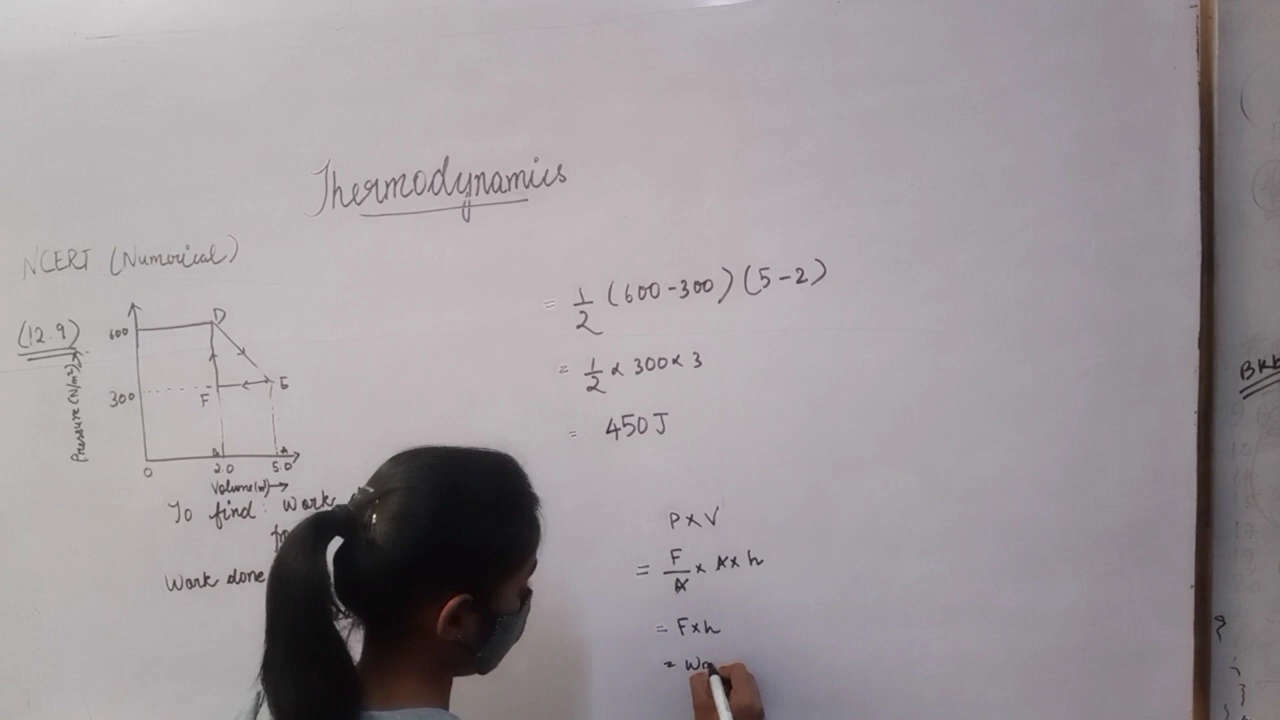 Thermodynamics
NCERT (Numerical)
(12.9)
Pressure (N/m²)→
600
D
300
F
E
0
2.0
5.0
A
Volume(m³)→
To find: Work
Work done
= 1/2 (600-300) (5-2)
= 1/2 × 300 × 3
= 450 J
P×V
= F/A × A × h
= F×h
= Wo